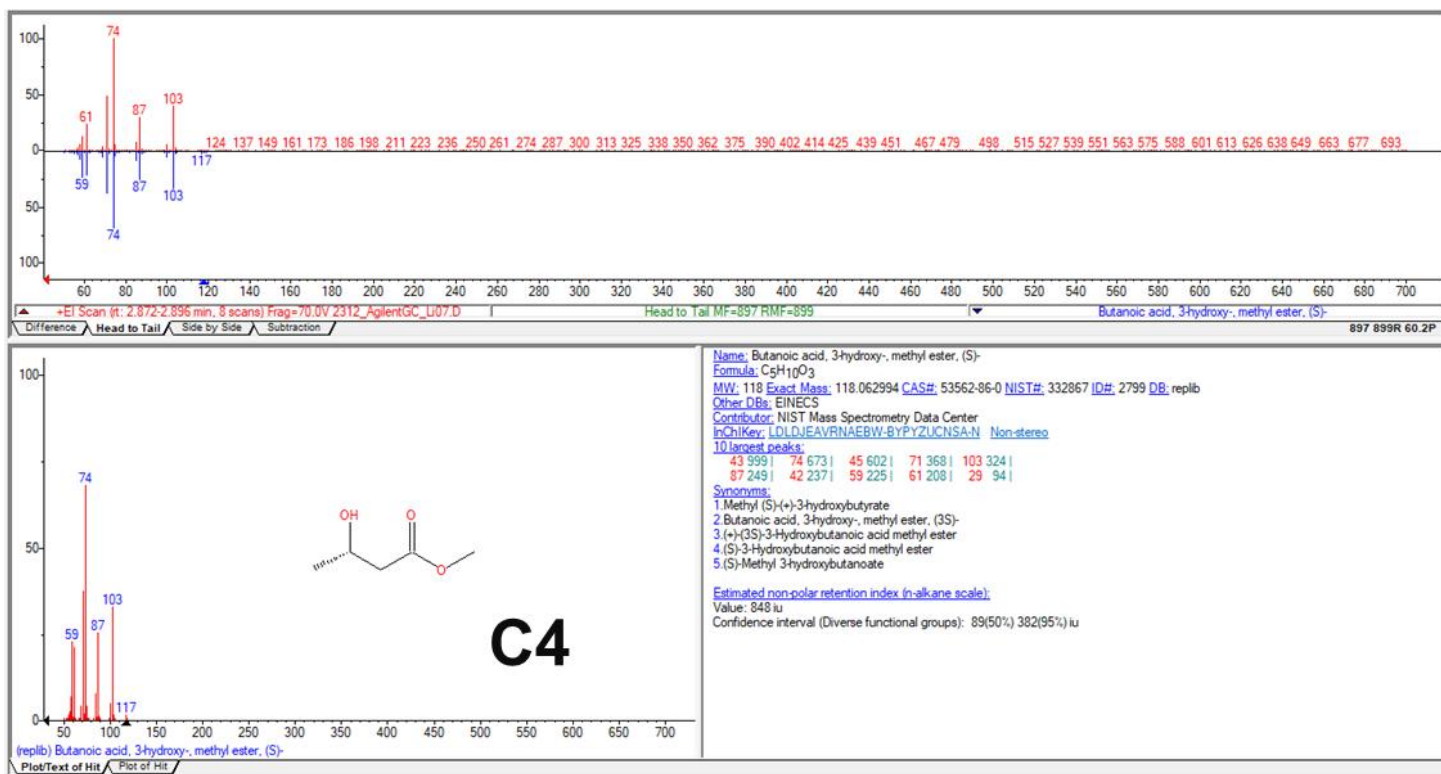 100
74
50
61
87
103
124 137 149 161 173 186 198 211 223 236 250 261 274 287 300 313 325 338 350 362 375 390 402 414 425 439 451 467 479 498 515 527 539 551 563 575 588 601 613 626 638 649 663 677 693
0
117
59
87
103
50
74
100
60 80 100 120 140 160 180 200 220 240 260 280 300 320 340 360 380 400 420 440 460 480 500 520 540 560 580 600 620 640 660 680 700
+EI Scan (rt: 2.872-2.896 min, 8 scans) Frag=70.0V 2312_AgilentGC_Li07.D Head to Tail MF=897 RMF=899 Butanoic acid, 3-hydroxy-, methyl ester, (S)-
Difference Head to Tail Side by Side Subtraction 897 899R 60.2P
100
74
50
59
87
103
117
0
50 100 150 200 250 300 350 400 450 500 550 600 650 700
OH O
O
C4
(replib) Butanoic acid, 3-hydroxy-, methyl ester, (S)-
Plot/Text of Hit Plot of Hit
Name: Butanoic acid, 3-hydroxy-, methyl ester, (S)-
Formula: C5H10O3
MW: 118 Exact Mass: 118.062994 CAS#: 53562-86-0 NIST#: 332867 ID#: 2799 DB: replib
Other DBs: EINECS
Contributor: NIST Mass Spectrometry Data Center
InChIKey: LDLDJEAVRNAEBW-BYPYZUCNSA-N Non-stereo
10 largest peaks:
43 999 | 74 673 | 45 602 | 71 368 | 103 324 |
87 249 | 42 237 | 59 225 | 61 208 | 29 94 |
Synonyms:
1.Methyl (S)-(+)-3-hydroxybutyrate
2.Butanoic acid, 3-hydroxy-, methyl ester, (3S)-
3.(+)-(3S)-3-Hydroxybutanoic acid methyl ester
4.(S)-3-Hydroxybutanoic acid methyl ester
5.(S)-Methyl 3-hydroxybutanoate
Estimated non-polar retention index (n-alkane scale):
Value: 848 iu
Confidence interval (Diverse functional groups): 89(50%) 382(95%) iu